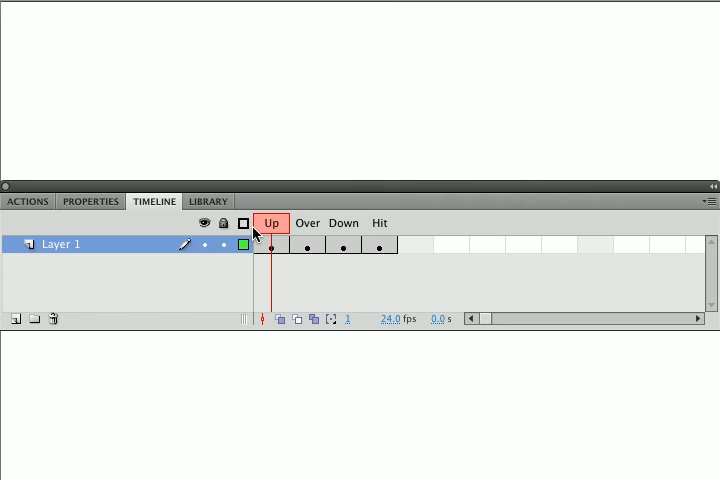 ACTIONS PROPERTIES TIMELINE LIBRARY
Up Over Down Hit
Layer 1
1 24.0 fps 0.0 s